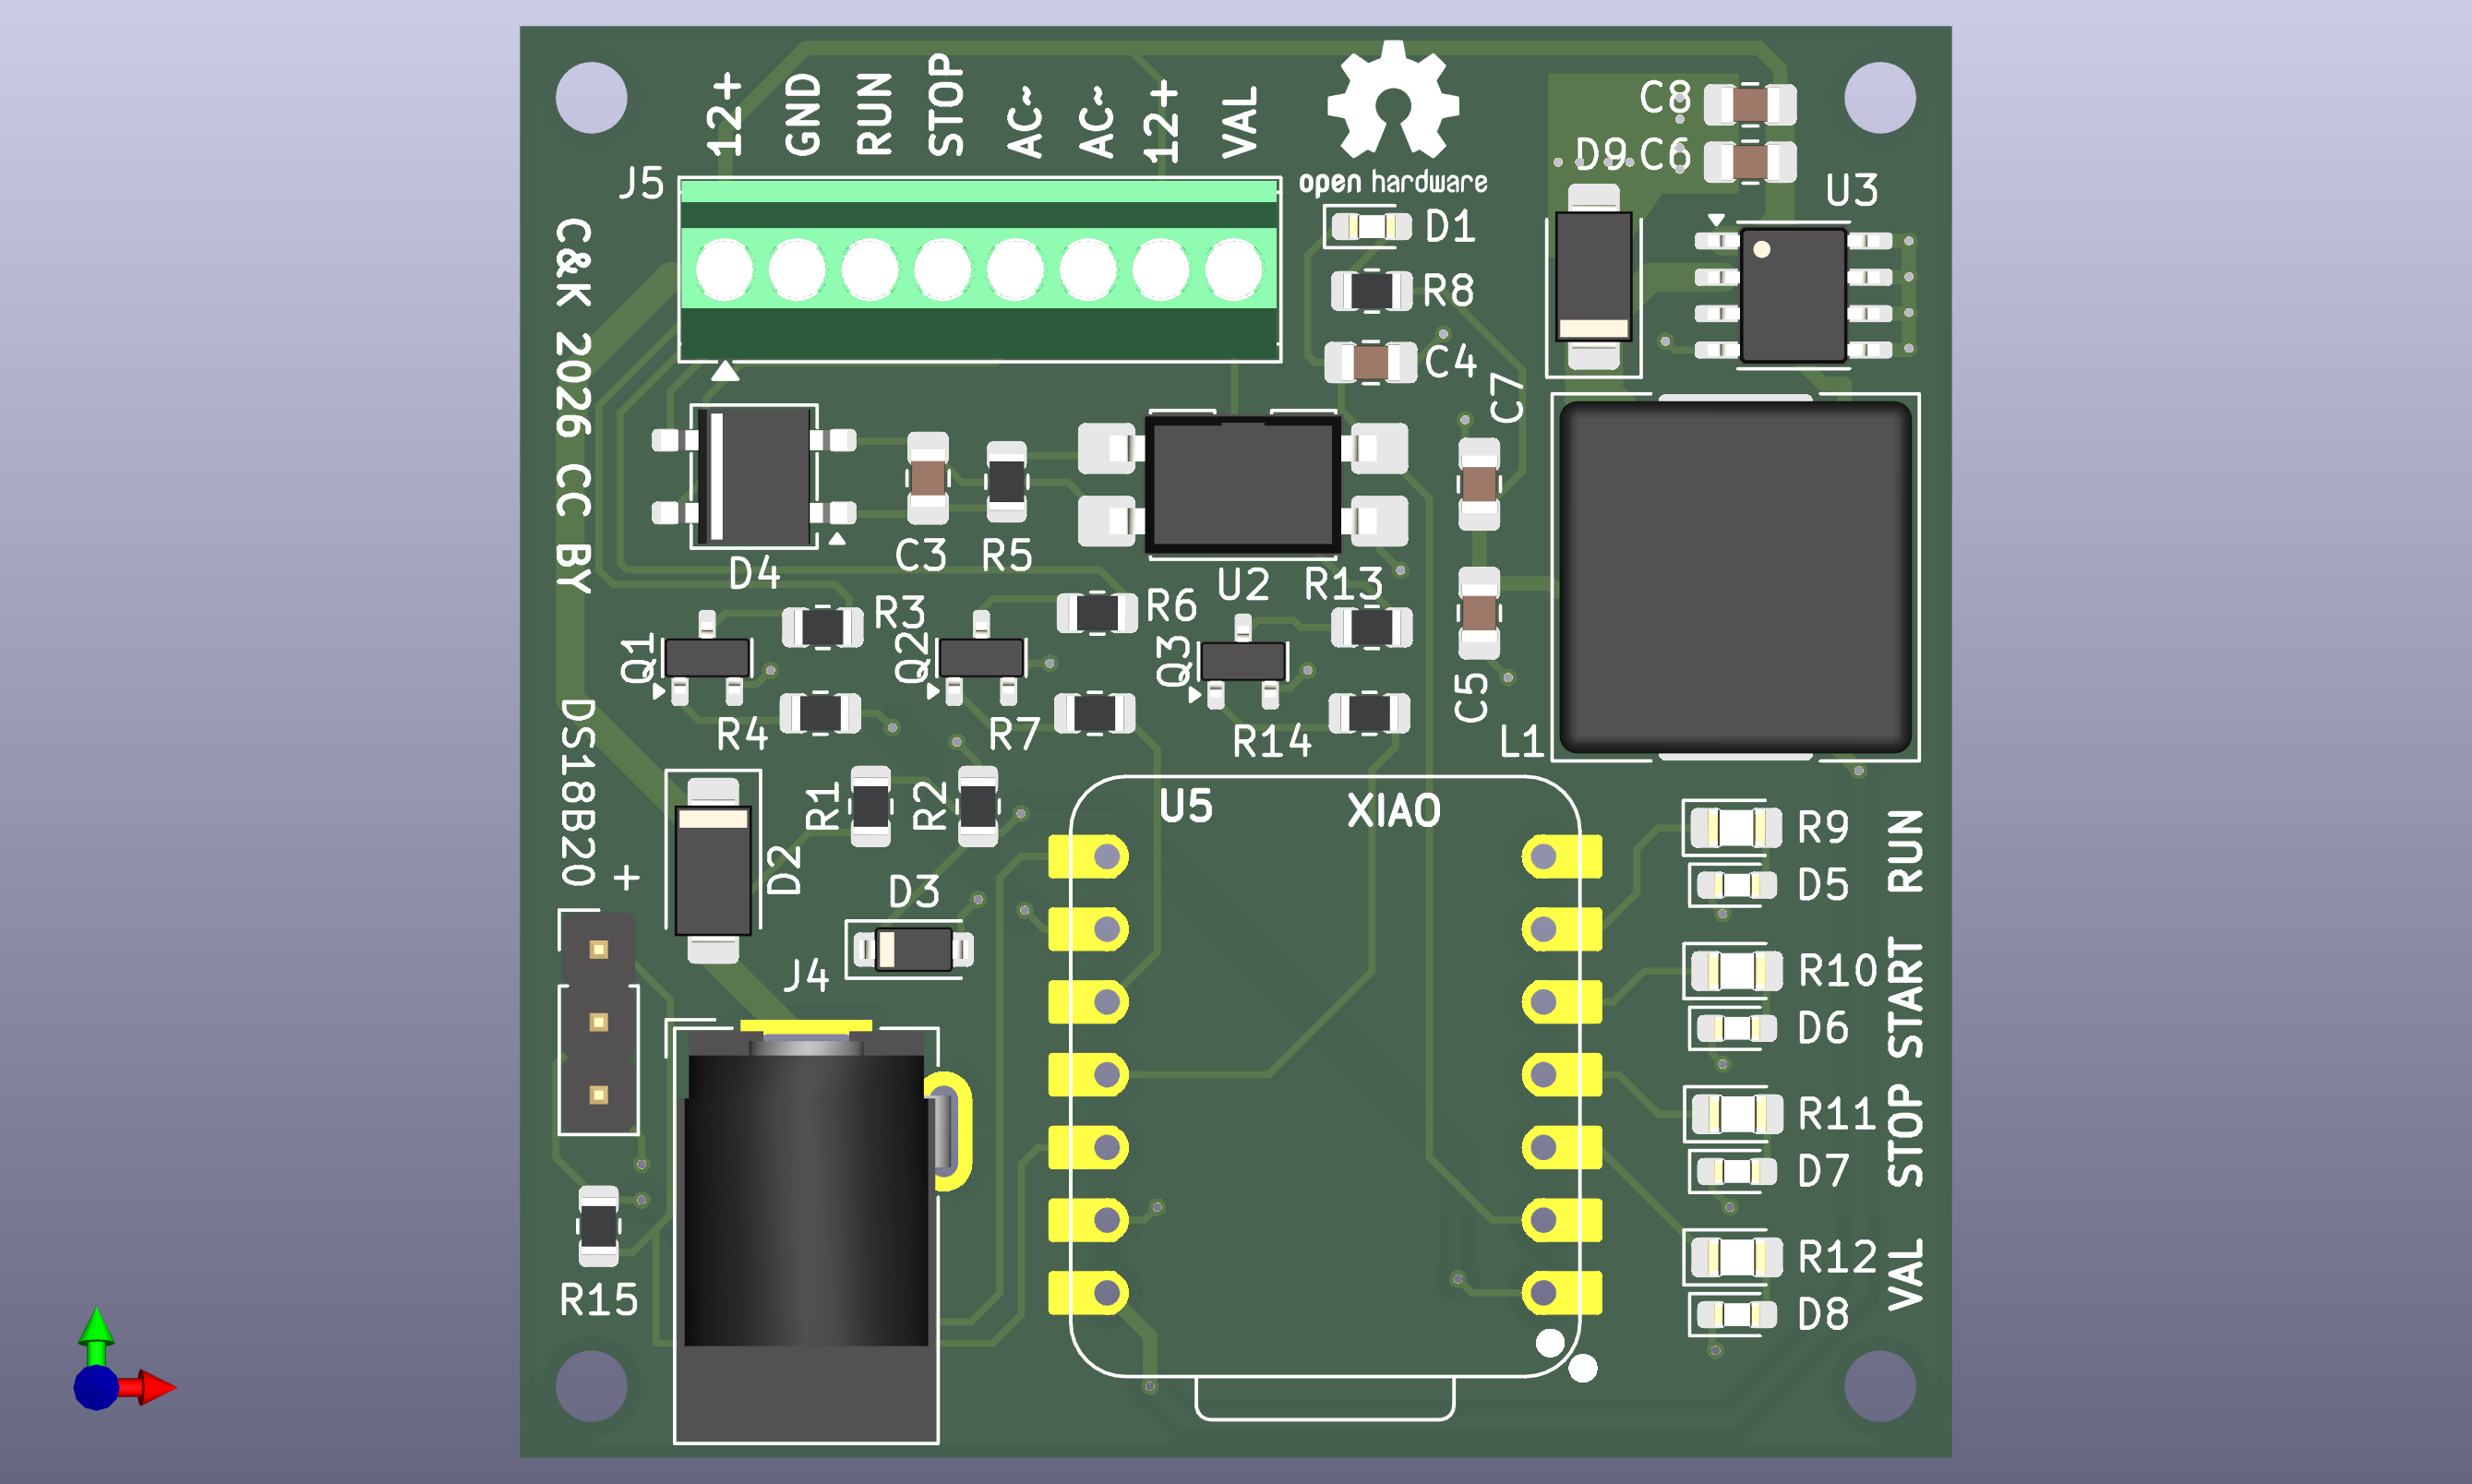 12+
GND
RUN
STOP
AC~
AC~
12+
VAL
open hardware
J5
C8
D9
C6
U3
D1
R8
C4
C7
C&K 2026 CC BY
D4
C3
R5
U2
R13
R3
R6
Q1
Q2
Q3
C5
R4
R7
R14
L1
DS18B20
+
R1
R2
D2
D3
J4
U5
XIAO
R9
D5
RUN
R10
D6
START
R11
D7
STOP
R12
D8
VAL
R15